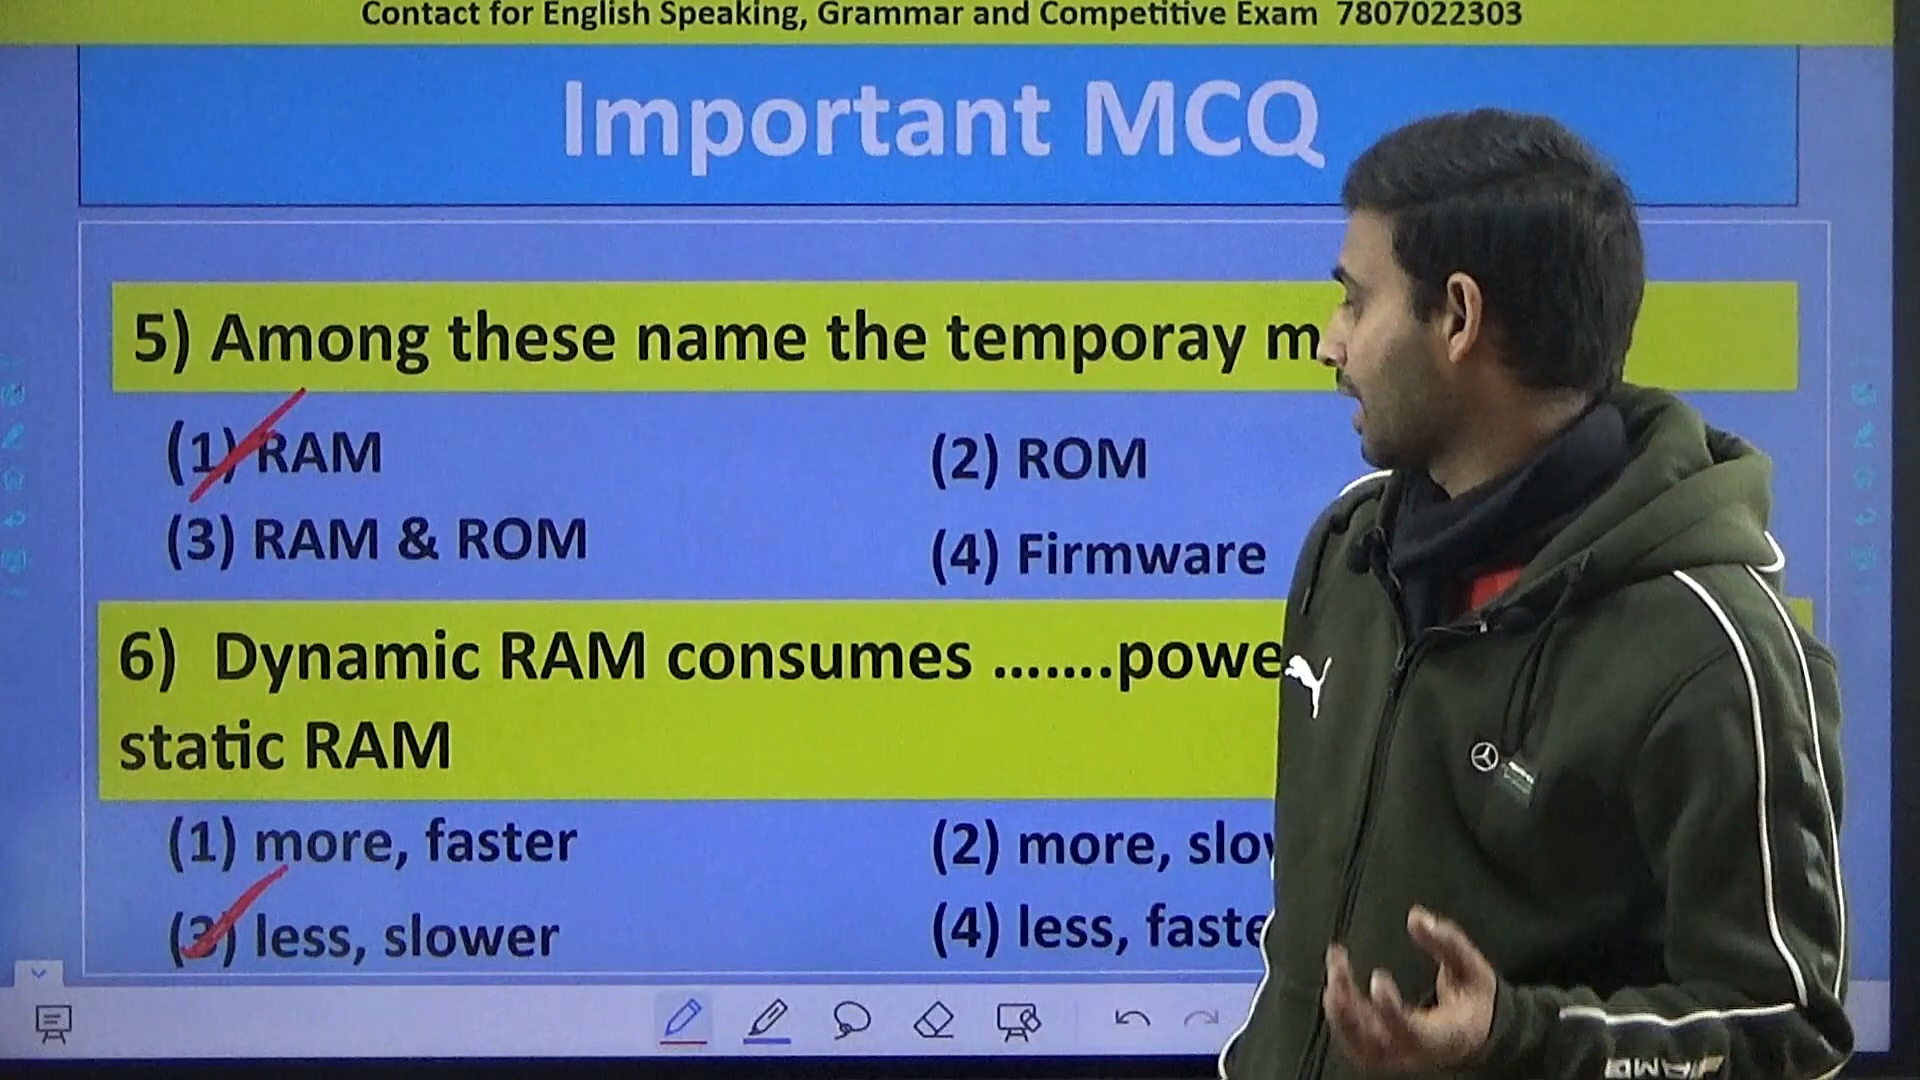 Contact for English Speaking, Grammar and Competitive Exam 7807022303
Important MCQ
5) Among these name the temporay m
(1) RAM
(2) ROM
(3) RAM & ROM
(4) Firmware
6) Dynamic RAM consumes .......powe
static RAM
(1) more, faster
(2) more, slo
(3) less, slower
(4) less, faste